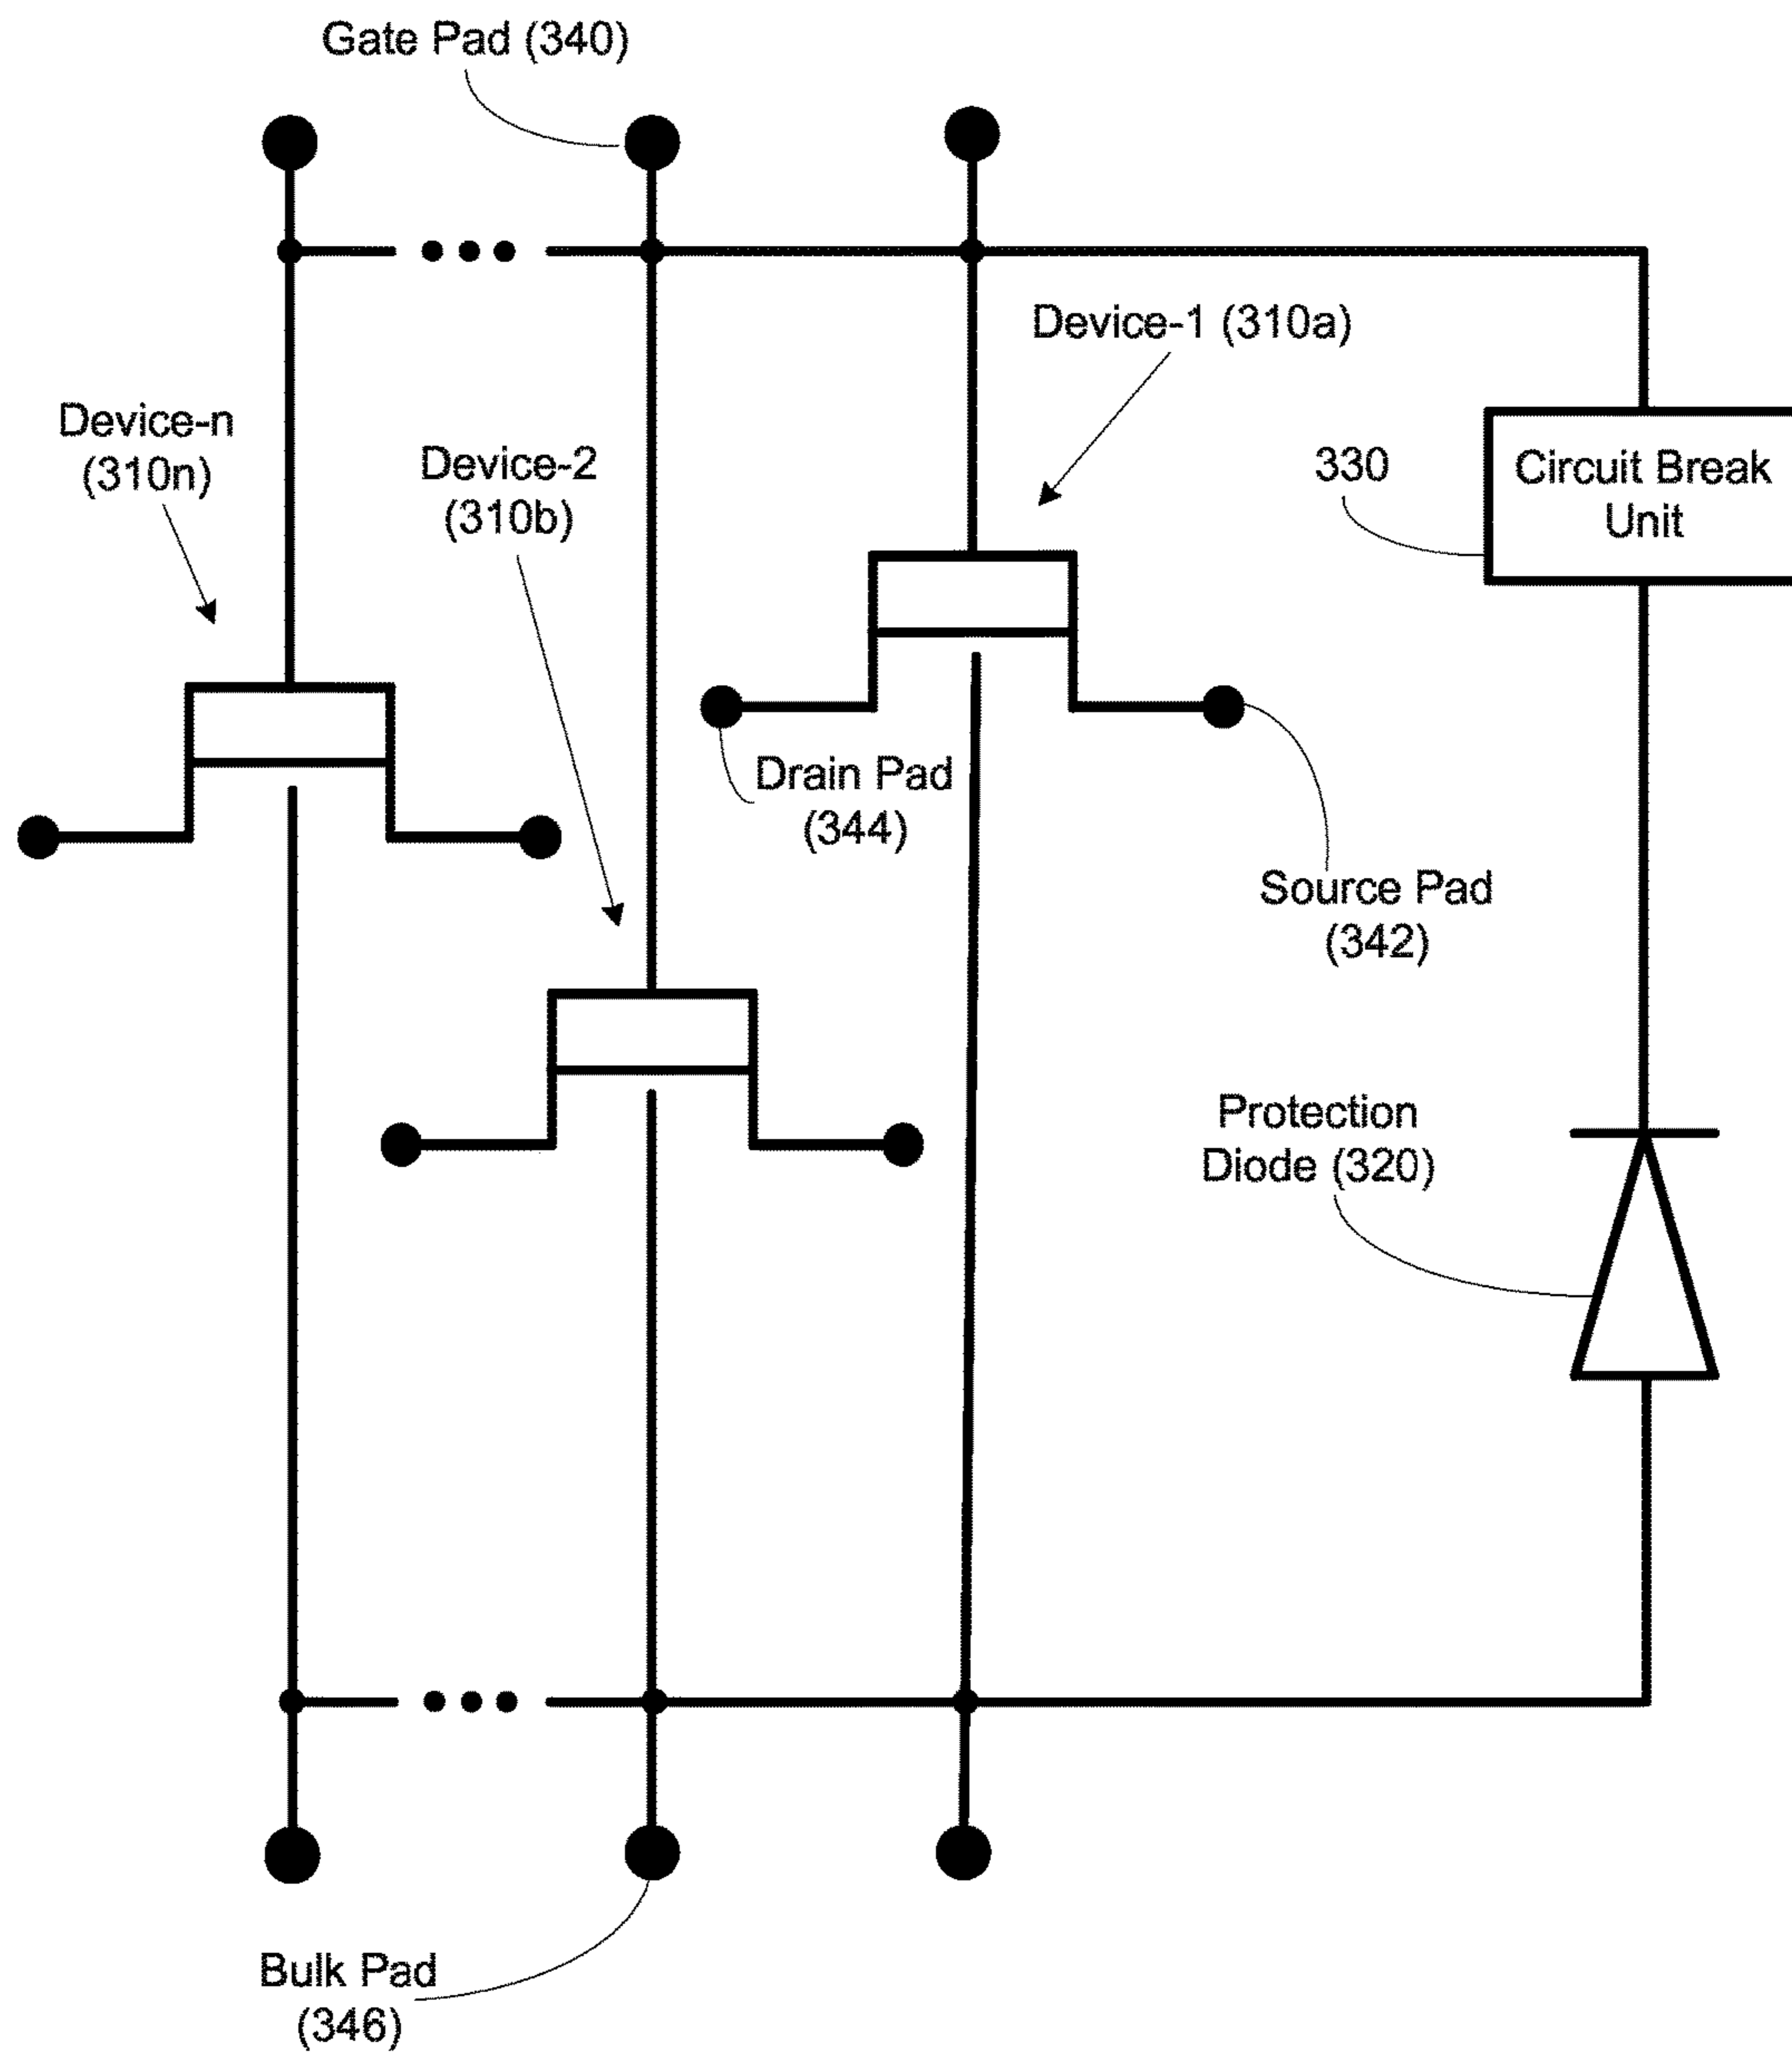 Gate Pad (340)
Device-1 (310a)
Device-n
(310n)
Device-2
(310b)
330
Circuit Break
Unit
Drain Pad
(344)
Source Pad
(342)
Protection
Diode (320)
Bulk Pad
(346)